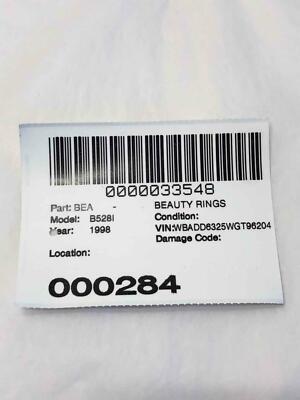 0000033548
Part: BEA - BEAUTY RINGS
Model: B528I Condition:
Year: 1998 VIN:WBADD6325WGT96204
Damage Code:
Location:
000284